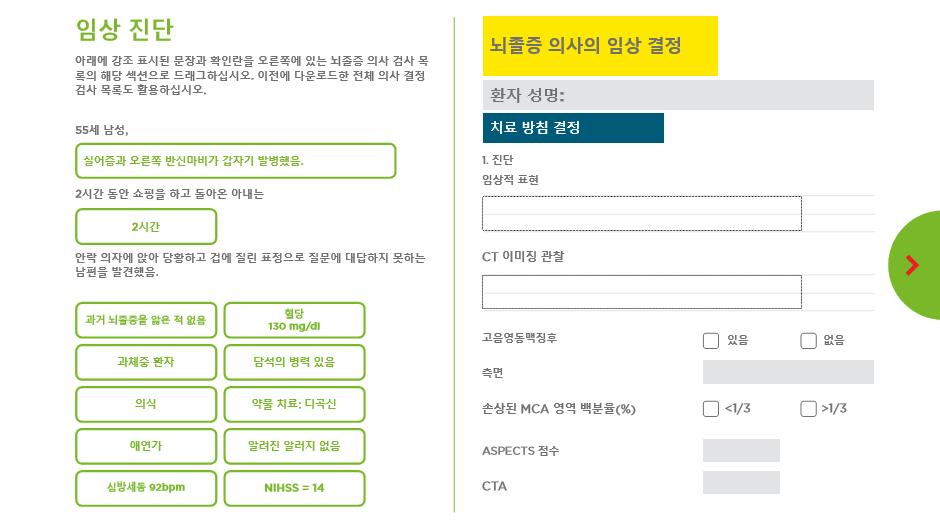 임상 진단
아래에 강조 표시된 문장과 확인란을 오른쪽에 있는 뇌졸중 의사 검사 목
록의 해당 섹션으로 드래그하십시오. 이전에 다운로드한 전체 의사 결정
검사 목록도 활용하십시오.
55세 남성,
실어증과 오른쪽 반신마비가 갑자기 발병했음.
2시간 동안 쇼핑을 하고 돌아온 아내는
2시간
안락 의자에 앉아 당황하고 겁에 질린 표정으로 질문에 대답하지 못하는
남편을 발견했음.
과거 뇌졸중을 앓은 적 없음
혈당
130 mg/dl
과체중 환자
담석의 병력 있음
의식
약물 치료: 디곡신
애연가
알려진 알러지 없음
심방세동 92bpm
NIHSS = 14
뇌졸중 의사의 임상 결정
환자 성명:
치료 방침 결정
1. 진단
임상적 표현
CT 이미징 관찰
고음영동맥징후
있음
없음
측면
손상된 MCA 영역 백분율(%)
<1/3
>1/3
ASPECTS 점수
CTA